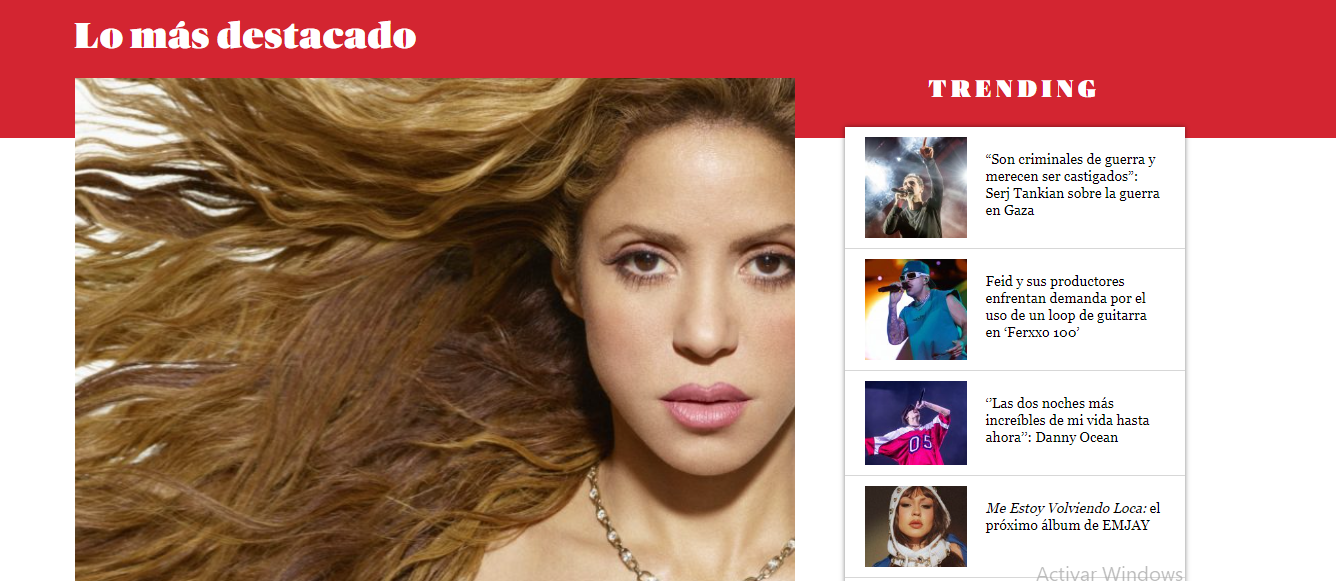 Lo más destacado
TRENDING
“Son criminales de guerra y
merecen ser castigados”:
Serj Tankian sobre la guerra
en Gaza
Feid y sus productores
enfrentan demanda por el
uso de un loop de guitarra
en ‘Ferxxo 100’
‘’Las dos noches más
increíbles de mi vida hasta
ahora’’: Danny Ocean
05
Me Estoy Volviendo Loca: el
próximo álbum de EMJAY
Activar Windows